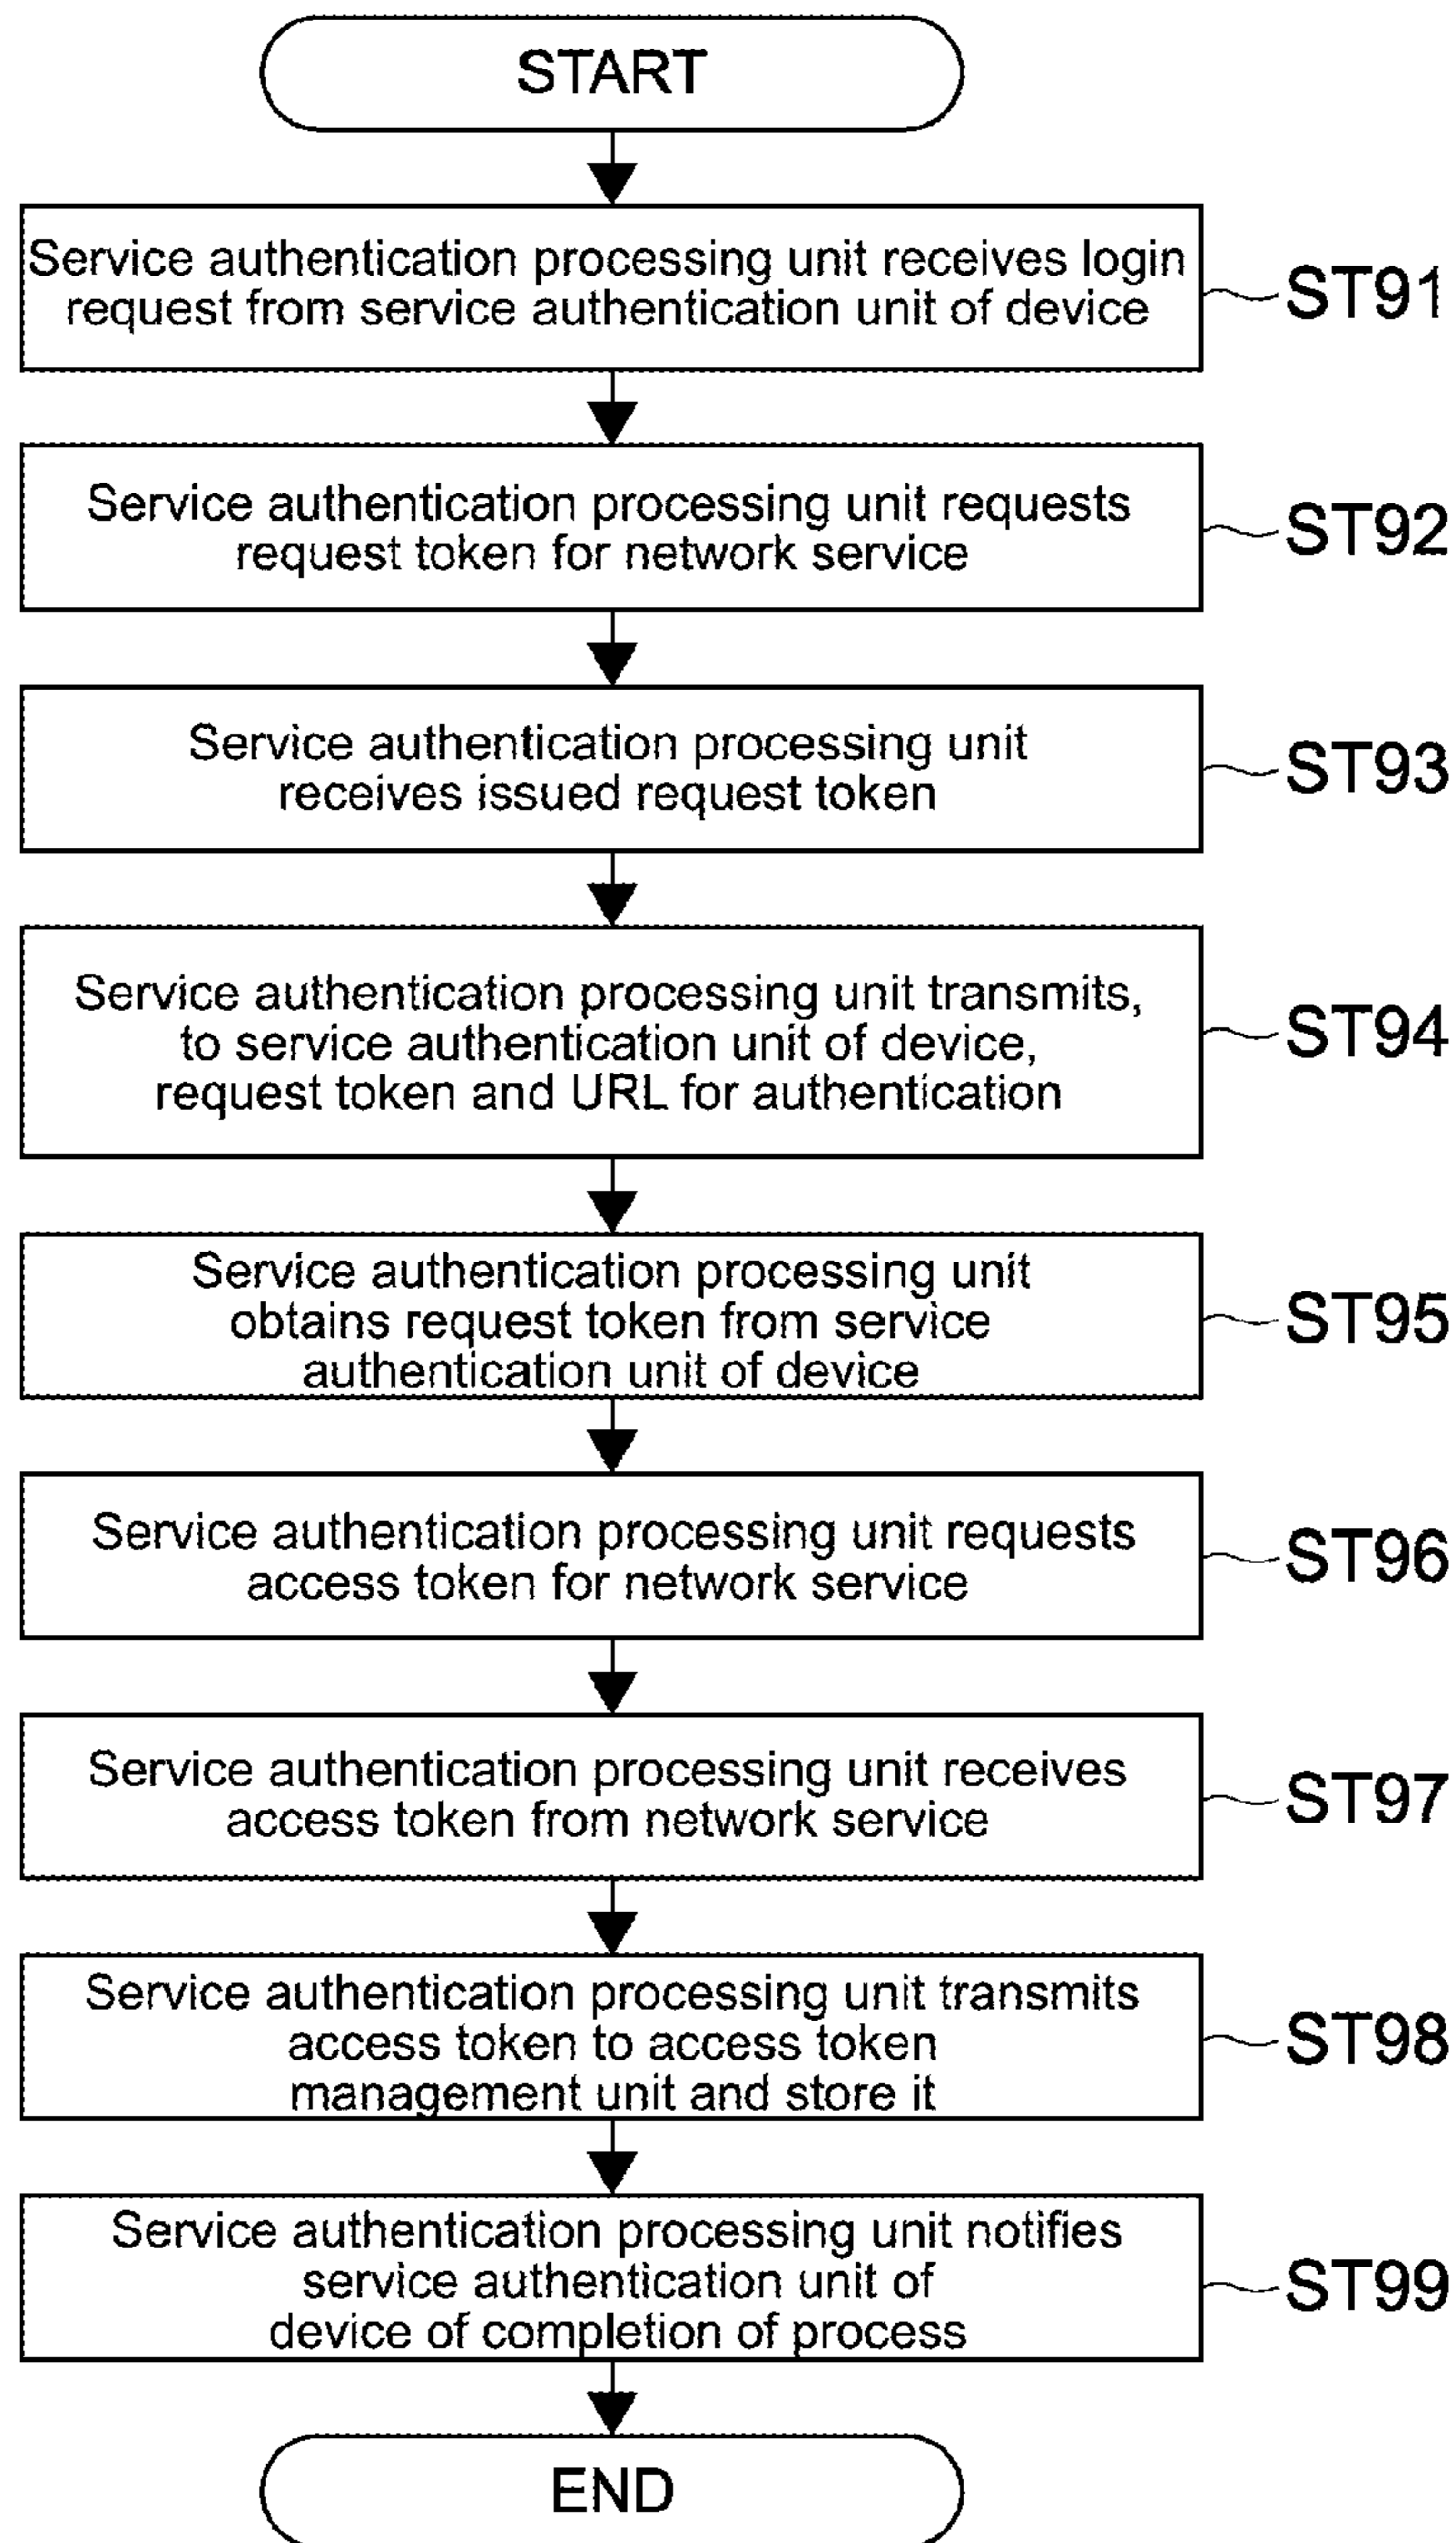 START
Service authentication processing unit receives login
request from service authentication unit of device
ST91
Service authentication processing unit requests
request token for network service
ST92
Service authentication processing unit
receives issued request token
ST93
Service authentication processing unit transmits,
to service authentication unit of device,
request token and URL for authentication
ST94
Service authentication processing unit
obtains request token from service
authentication unit of device
ST95
Service authentication processing unit requests
access token for network service
ST96
Service authentication processing unit receives
access token from network service
ST97
Service authentication processing unit transmits
access token to access token
management unit and store it
ST98
Service authentication processing unit notifies
service authentication unit of
device of completion of process
ST99
END